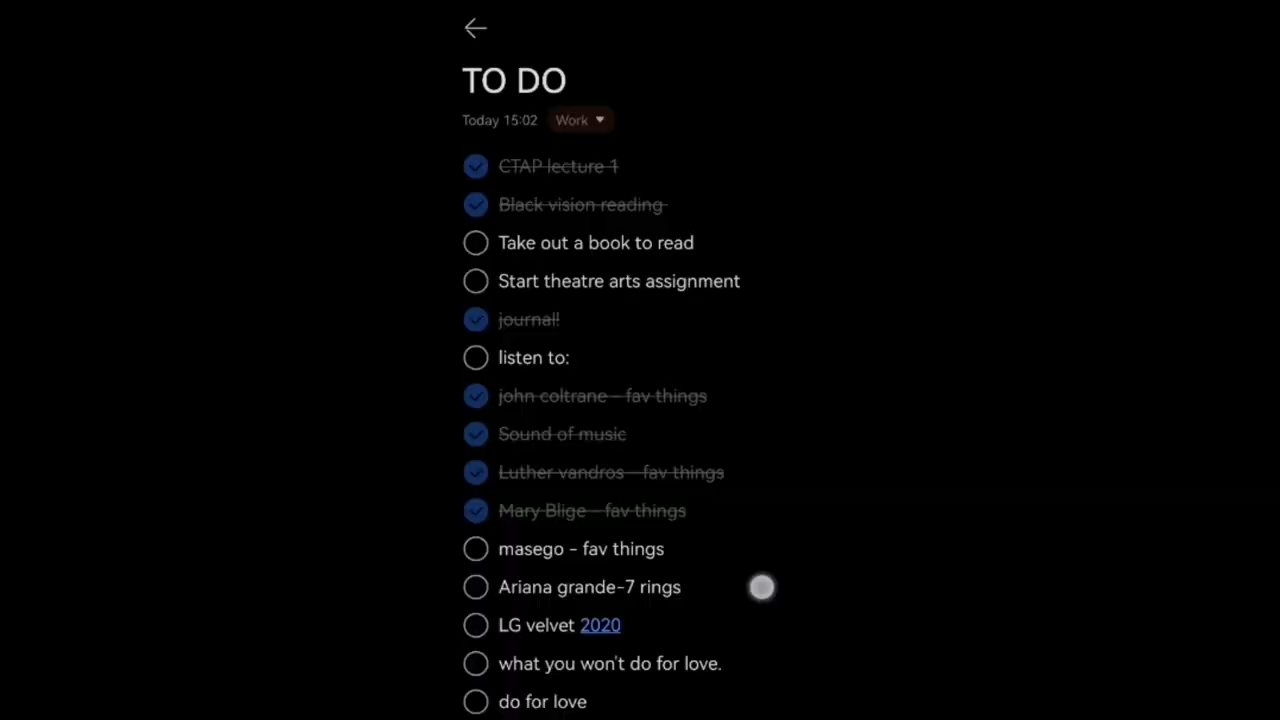 TO DO
Today 15:02 Work
CTAP lecture 1
Black vision reading
Take out a book to read
Start theatre arts assignment
journal!
listen to:
john coltrane - fav things
Sound of music
Luther vandros - fav things
Mary Blige - fav things
masego - fav things
Ariana grande-7 rings
LG velvet 2020
what you won't do for love.
do for love